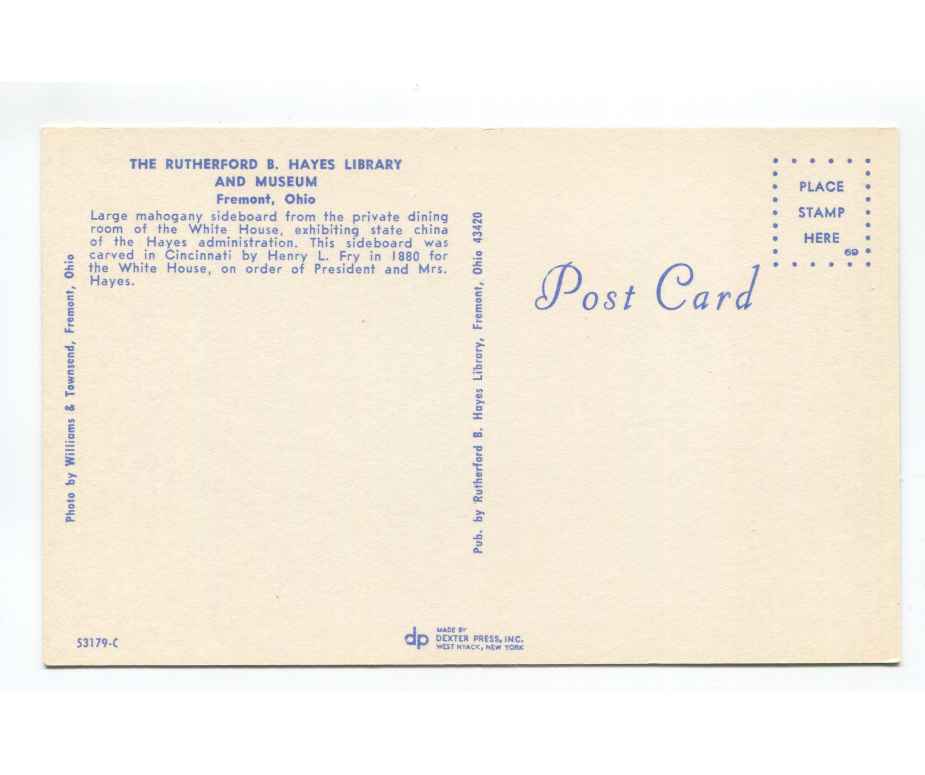 THE RUTHERFORD B. HAYES LIBRARY
AND MUSEUM
Fremont, Ohio
Large mahogany sideboard from the private dining
room of the White House, exhibiting state china
of the Hayes administration. This sideboard was
carved in Cincinnati by Henry L. Fry in 1880 for
the White House, on order of President and Mrs.
Hayes.
Photo by Williams & Townsend, Fremont, Ohio
53179-C
Pub. by Rutherford B. Hayes Library, Fremont, Ohio 43420
dp
MADE BY
DEXTER PRESS, INC.
WEST NYACK, NEW YORK
PLACE
STAMP
HERE
69
Post Card